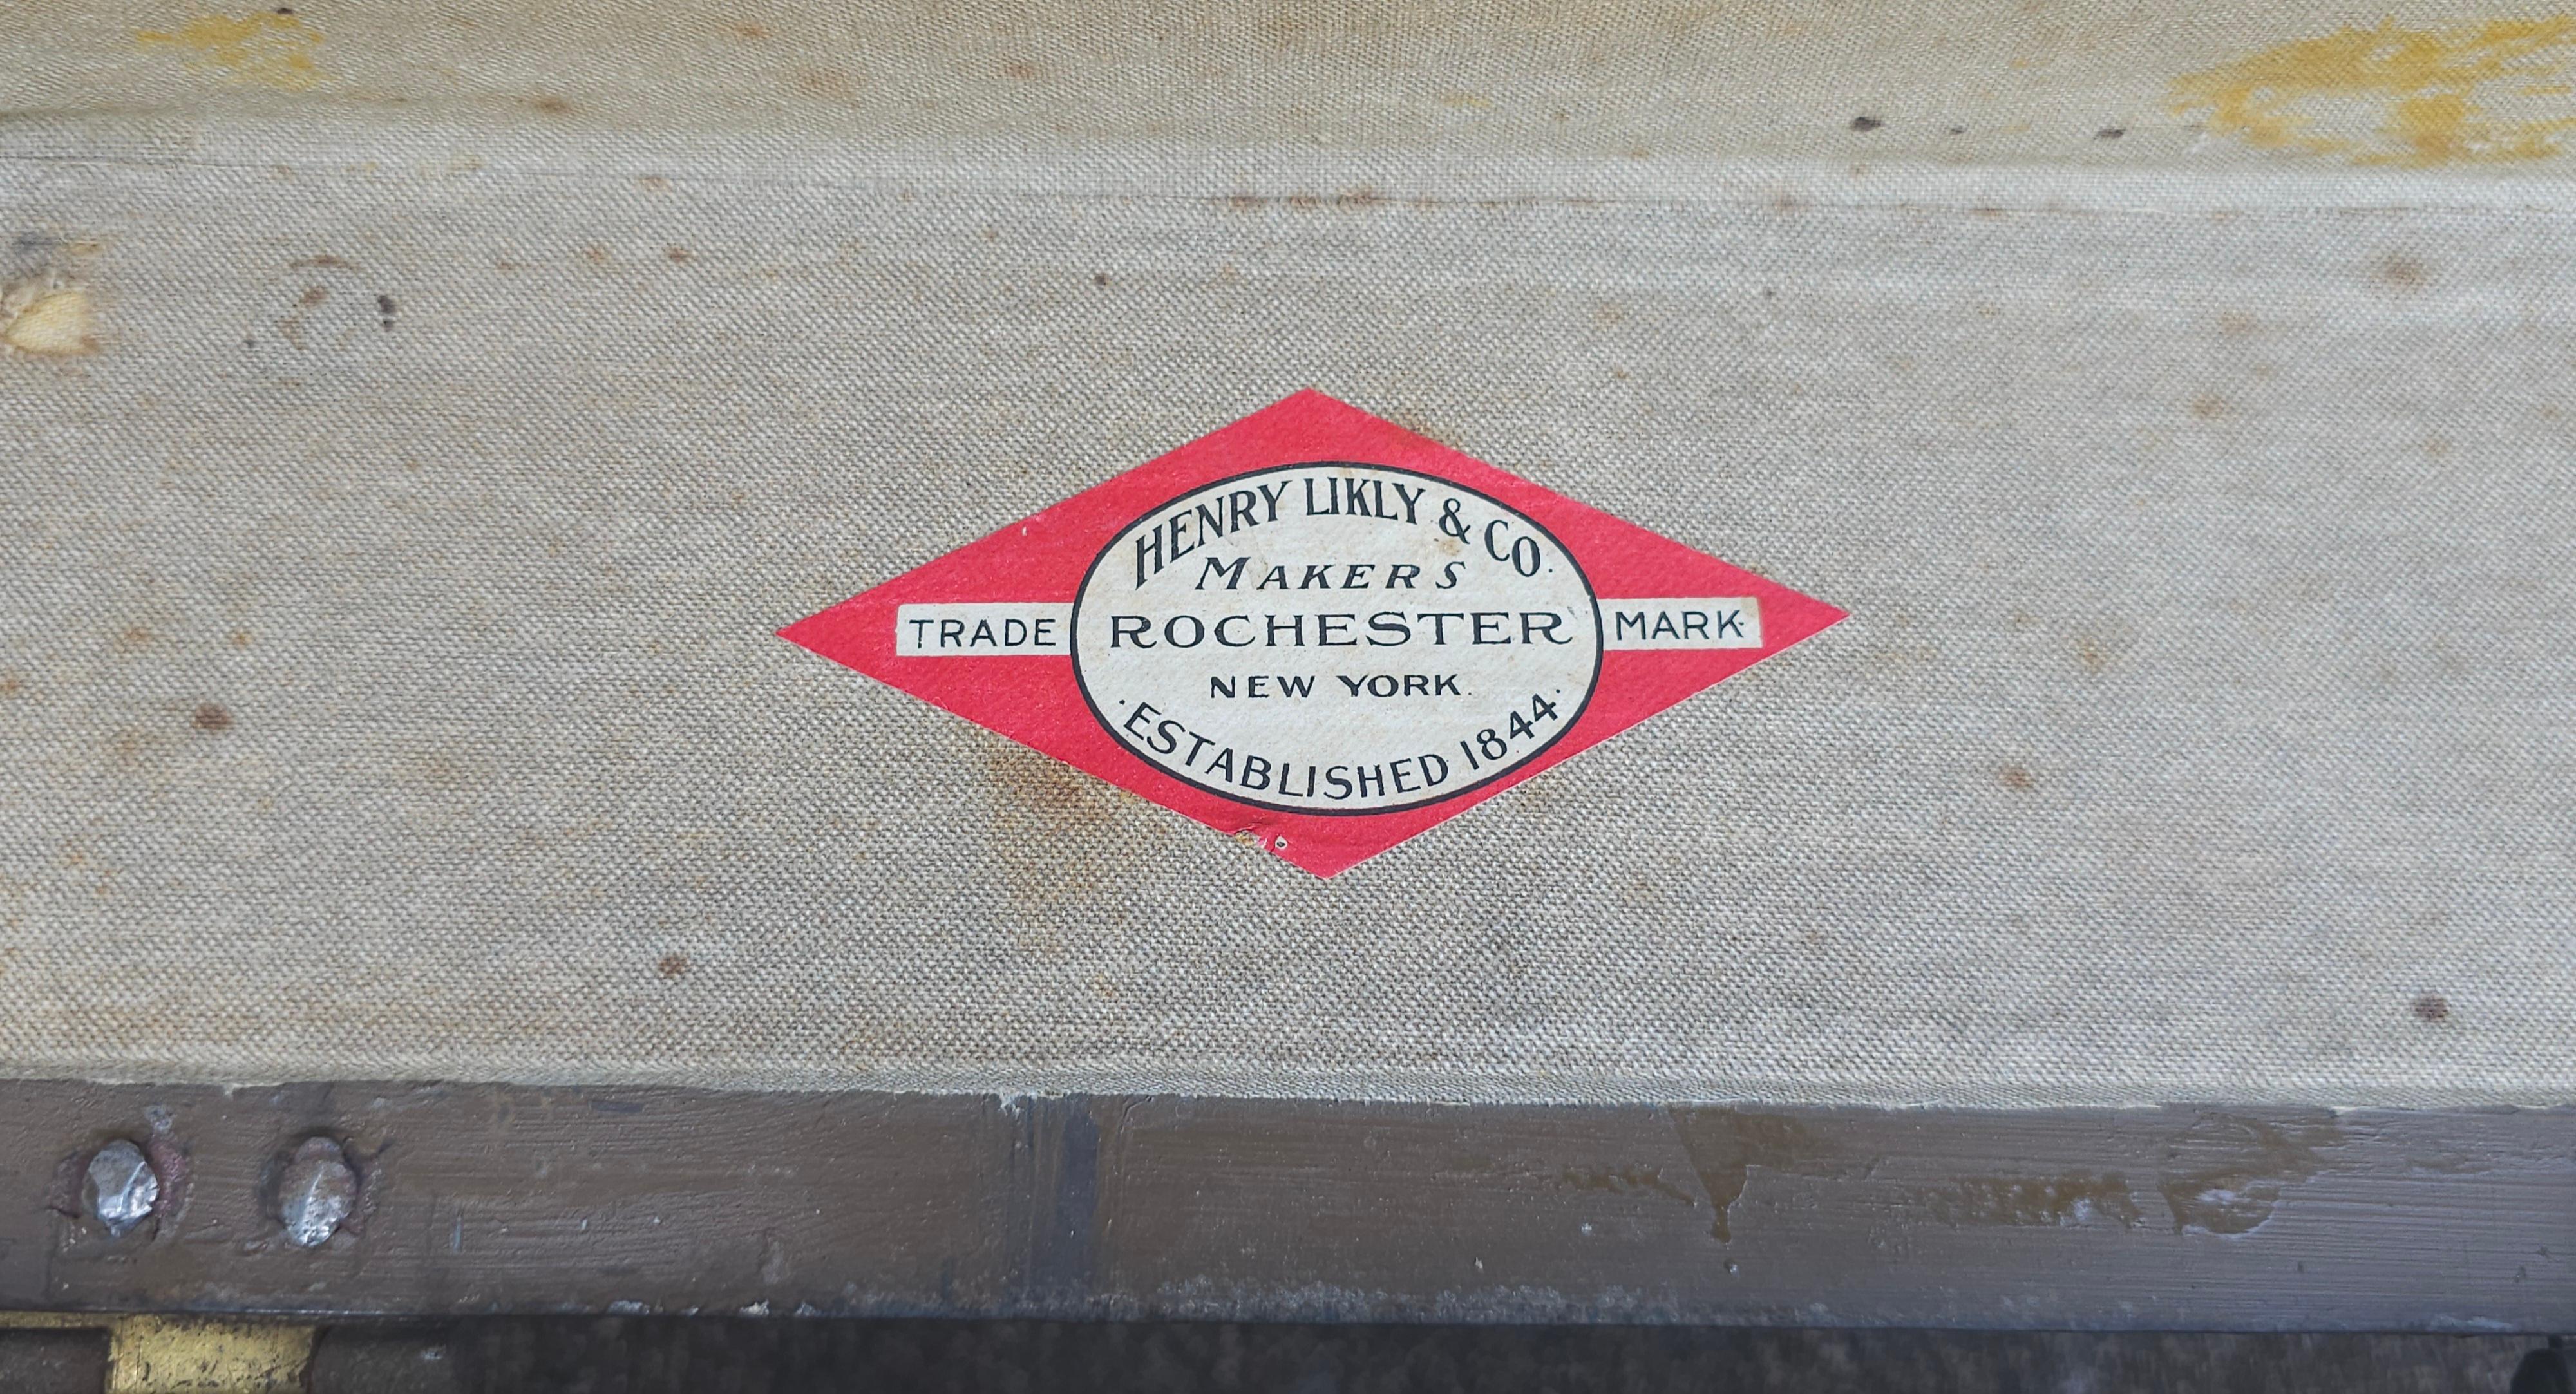 HENRY LIKLY & CO.
MAKERS
TRADE ROCHESTER MARK
NEW YORK.
·ESTABLISHED 1844·